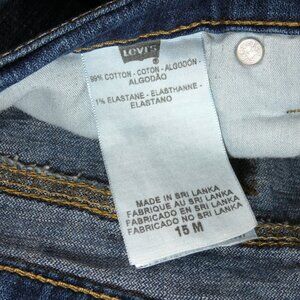 LEVI'S
99% COTTON - COTON - ALGODÓN -
ALGODÃO
1% ELASTANE - ELASTHANNE -
ELASTANO
MADE IN SRI LANKA
FABRIQUE AU SRI LANKA
FABRICADO EN SRI LANKA
FABRICADO NO SRI LANKA
15 M